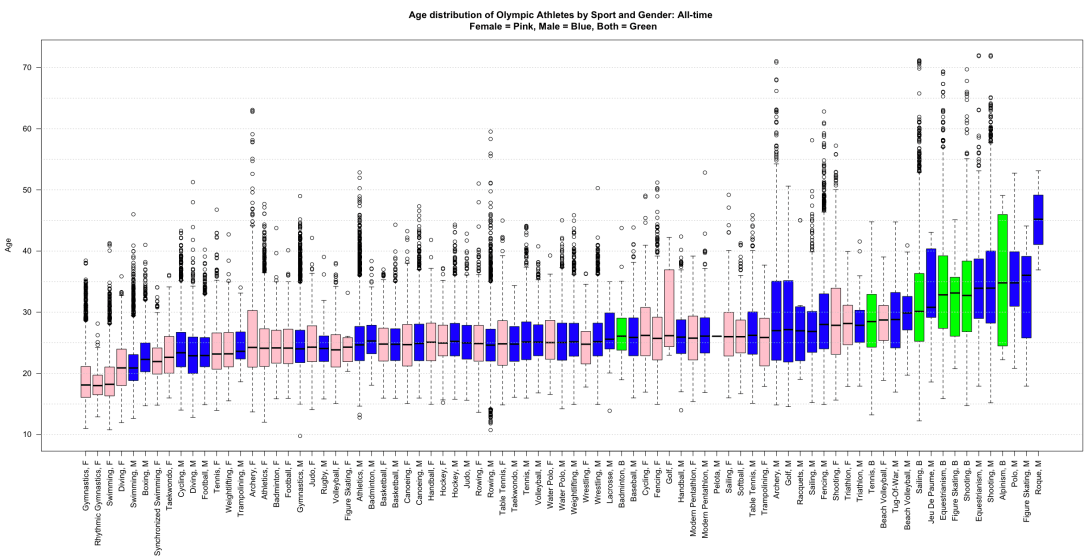 Age distribution of Olympic Athletes by Sport and Gender: All-time
Female = Pink, Male = Blue, Both = Green
Age
70
60
50
40
30
20
10
Gymnastics, F
Rhythmic Gymnastics, F
Swimming, F
Diving, F
Swimming, M
Boxing, M
Synchronized Swimming, F
Taekwondo, F
Cycling, M
Diving, M
Football, M
Tennis, F
Weightlifting, F
Trampolining, M
Archery, F
Athletics, F
Badminton, F
Football, F
Gymnastics, M
Judo, F
Rugby, M
Volleyball, F
Figure Skating, F
Athletics, M
Badminton, M
Basketball, F
Basketball, M
Canoeing, F
Canoeing, M
Handball, F
Hockey, F
Hockey, M
Judo, M
Rowing, F
Rowing, M
Table Tennis, F
Taekwondo, M
Tennis, M
Volleyball, M
Water Polo, F
Water Polo, M
Weightlifting, M
Wrestling, F
Wrestling, M
Lacrosse, M
Badminton, B
Baseball, M
Cycling, F
Fencing, F
Golf, F
Handball, M
Modern Pentathlon, F
Modern Pentathlon, M
Pelota, M
Sailing, F
Softball, F
Table Tennis, M
Trampolining, F
Archery, M
Golf, M
Racquets, M
Sailing, M
Fencing, M
Shooting, F
Triathlon, F
Triathlon, M
Tennis, B
Beach Volleyball, F
Tug-Of-War, M
Beach Volleyball, M
Sailing, B
Jeu De Paume, M
Equestrianism, B
Figure Skating, B
Shooting, B
Equestrianism, M
Shooting, M
Alpinism, B
Polo, M
Figure Skating, M
Roque, M